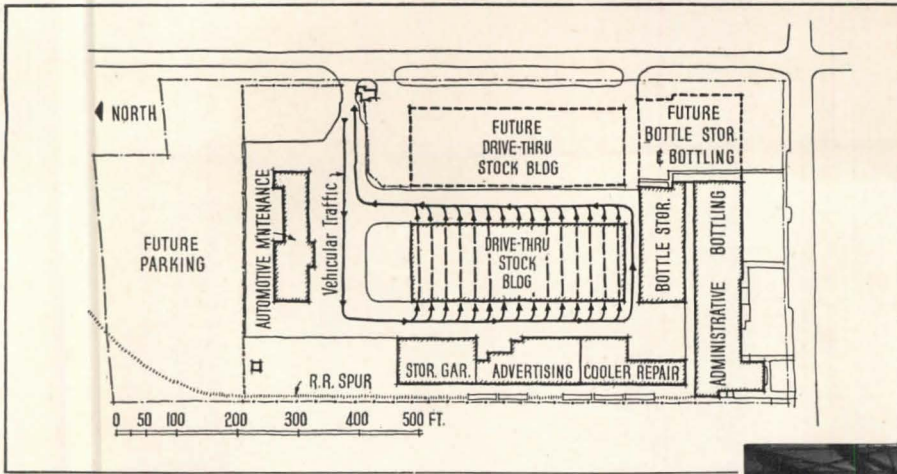 NORTH
FUTURE
DRIVE-THRU
STOCK BLDG
FUTURE
BOTTLE STOR.
& BOTTLING
FUTURE
PARKING
AUTOMOTIVE MNTENANCE
Vehicular Traffic
DRIVE-THRU
STOCK
BLDG
BOTTLE STOR.
ADMINISTRATIVE BOTTLING
STOR. GAR.
ADVERTISING
COOLER REPAIR
R.R. SPUR
0 50 100 200 300 400 500 FT.